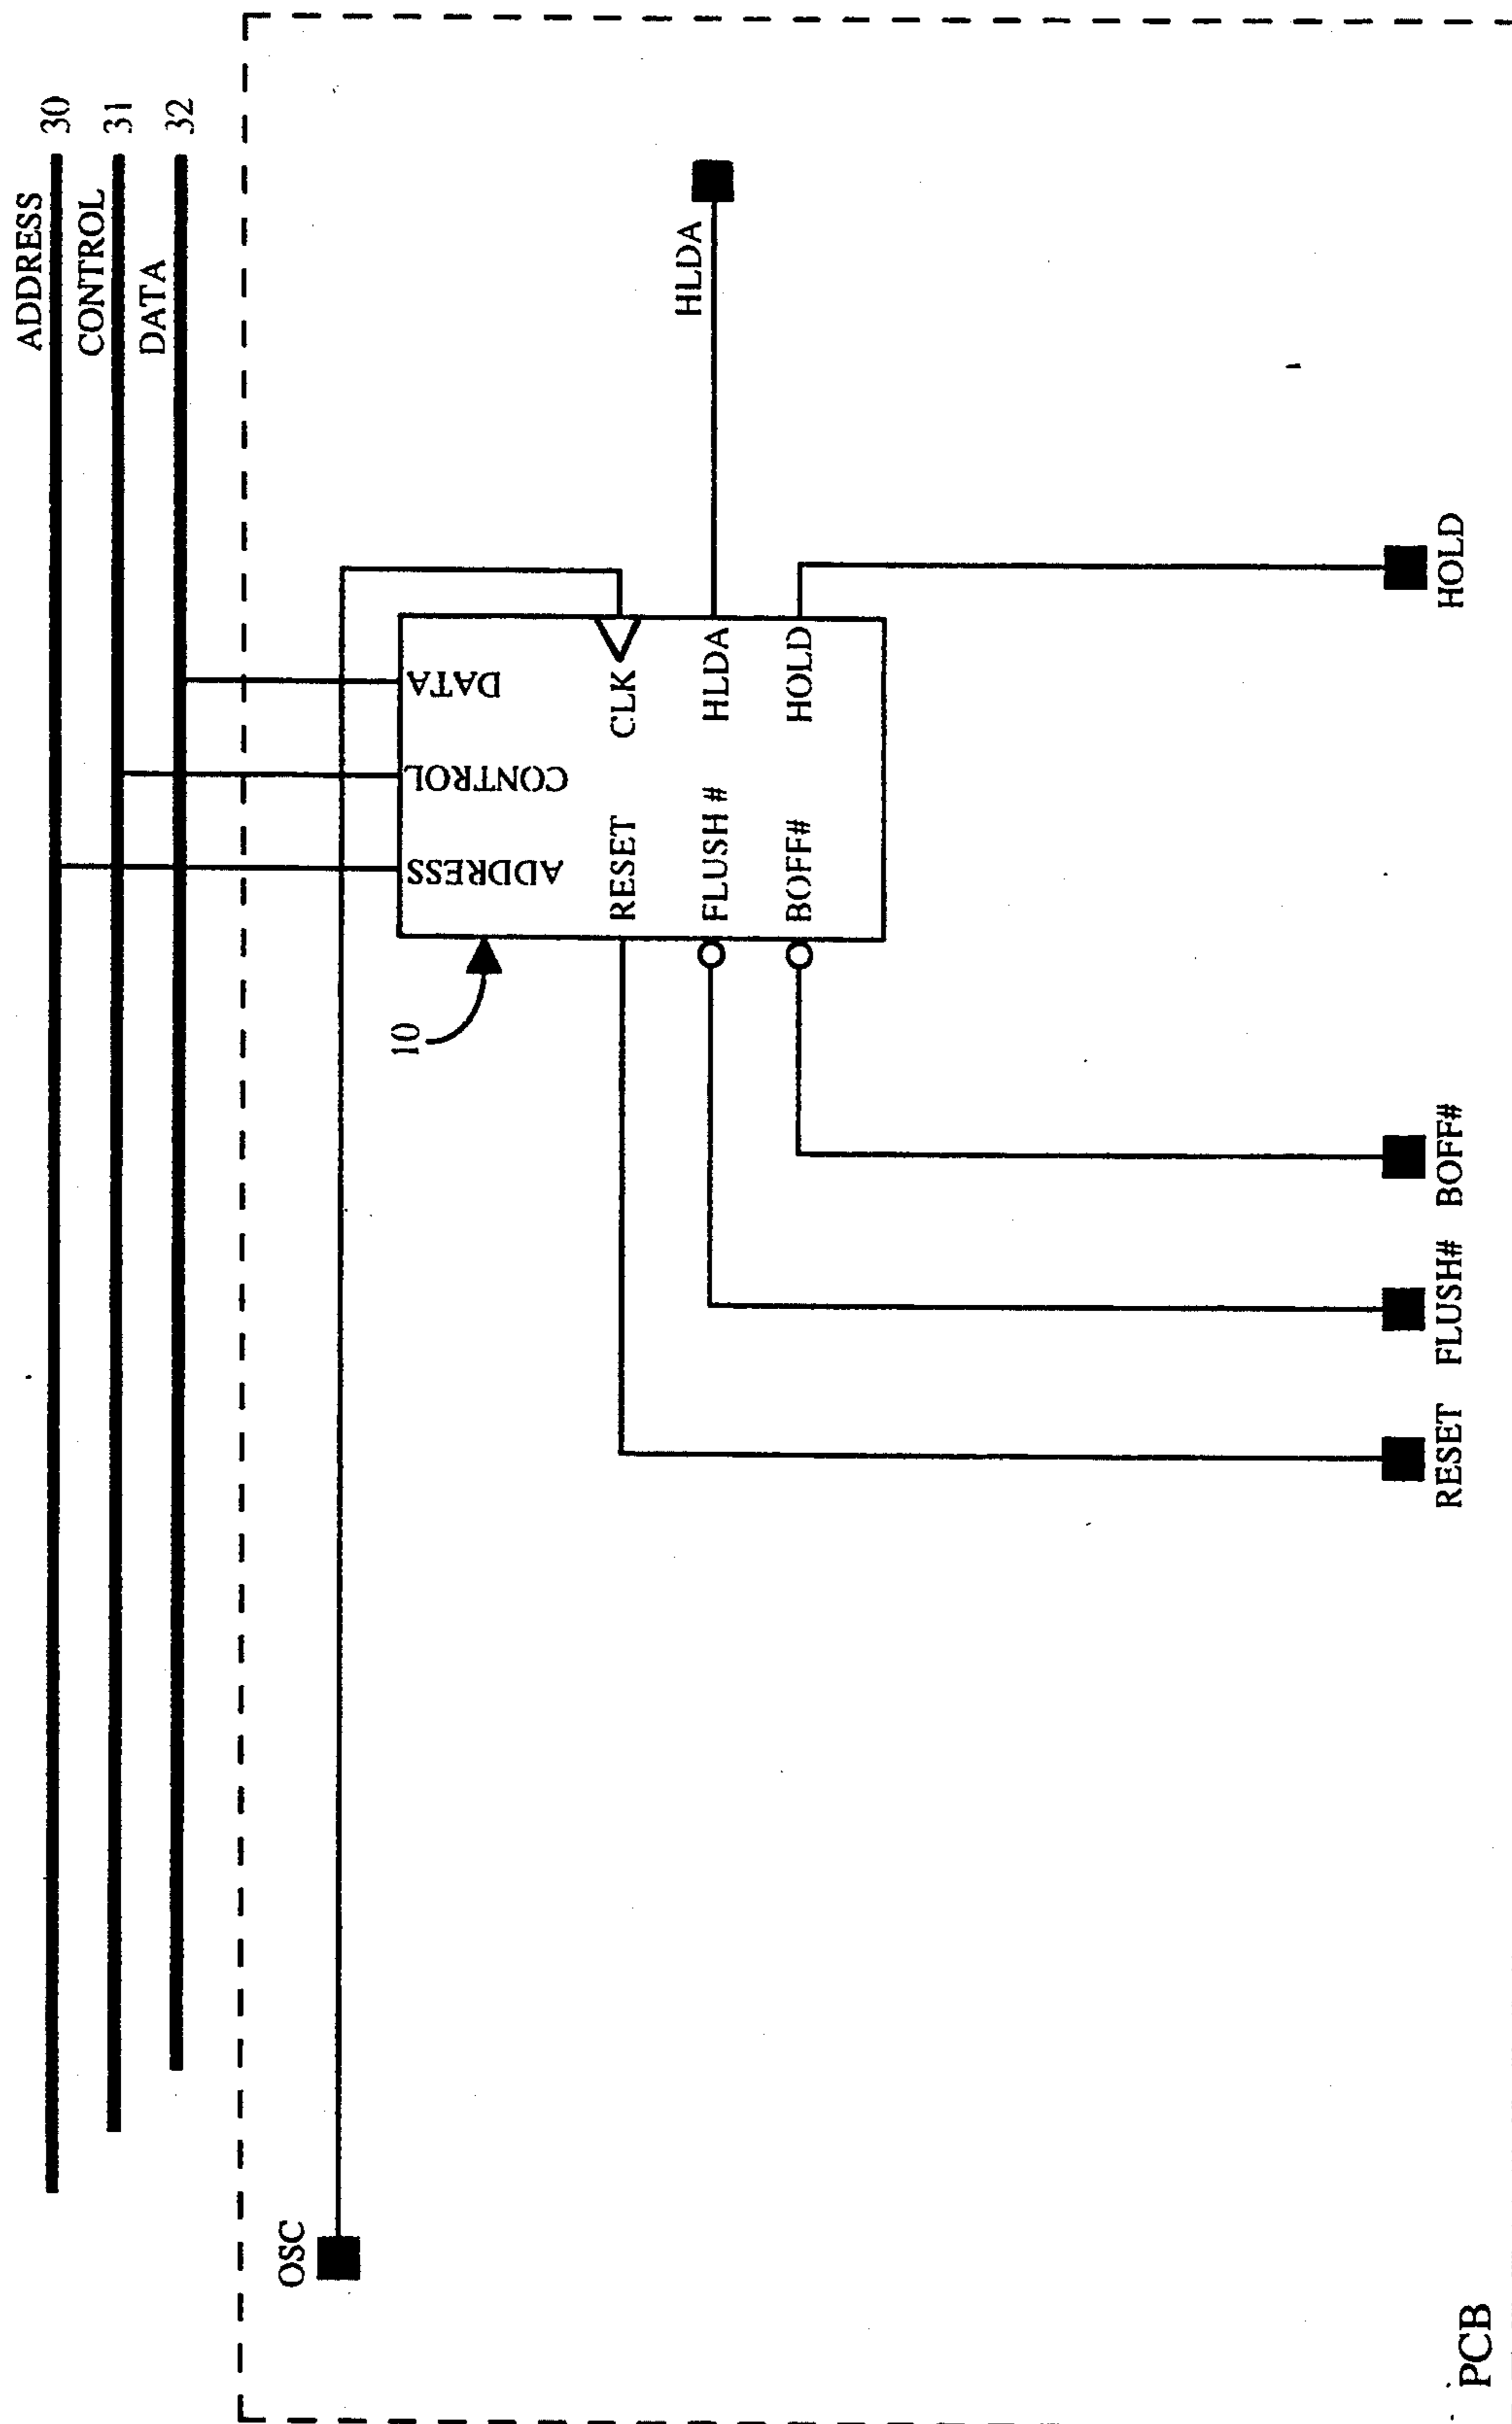 ADDRESS 30
CONTROL 31
DATA 32
OSC
10
ADDRESS
CONTROL
DATA
RESET
CLK
FLUSH #
HLDA
BOFF#
HOLD
HLDA
RESET
FLUSH#
BOFF#
HOLD
PCB